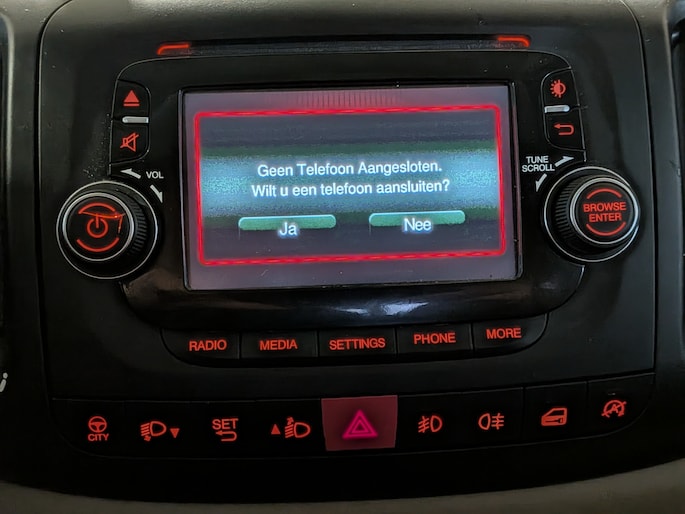 VOL
TUNE
SCROLL
BROWSE
ENTER
Geen Telefoon Aangesloten.
Wilt u een telefoon aansluiten?
Ja
Nee
RADIO
MEDIA
SETTINGS
PHONE
MORE
CITY
SET
A